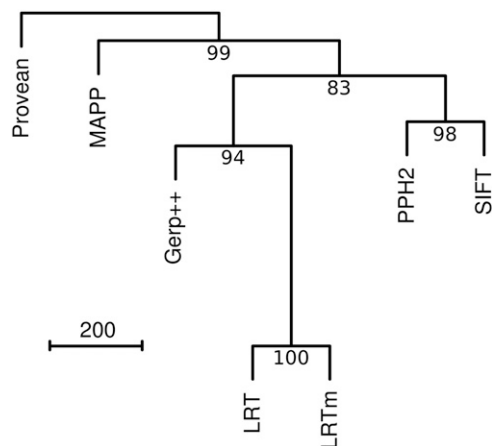 99
Provean
MAPP
83
98
94
PPH2
SIFT
Gerp++
200
100
LRT
LRTm